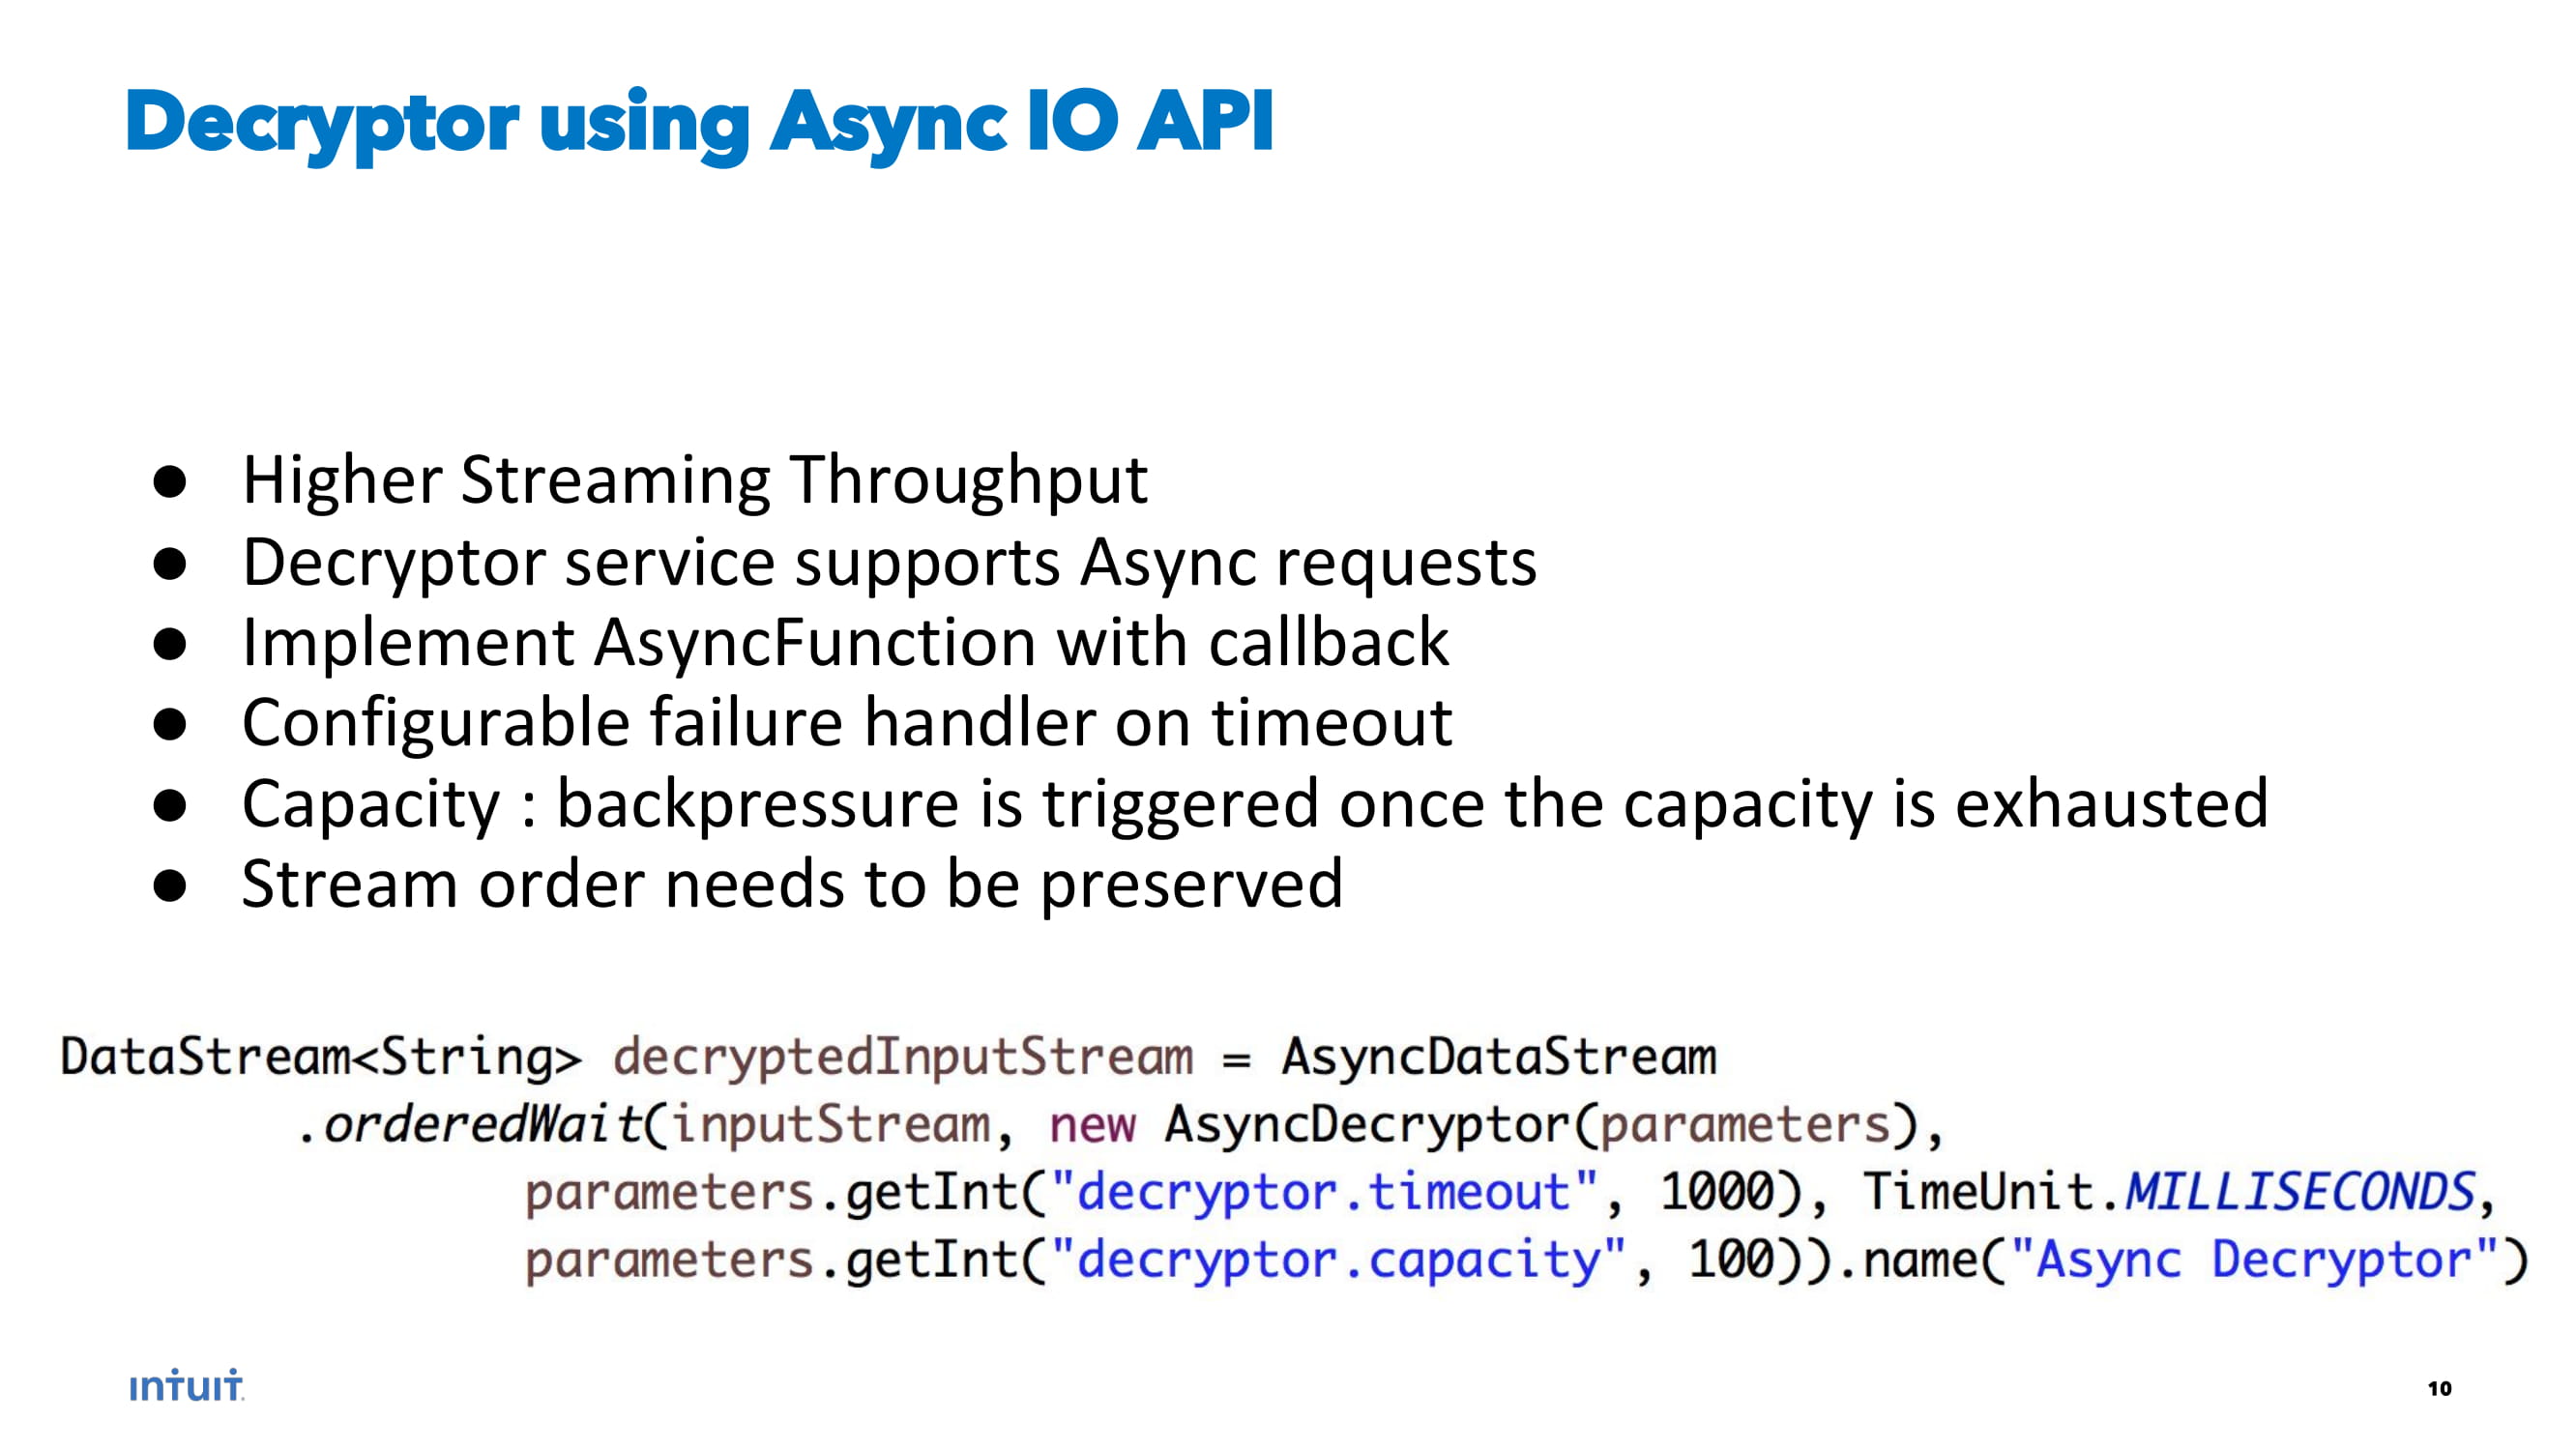 Decryptor using Async IO API
● Higher Streaming Throughput
● Decryptor service supports Async requests
● Implement AsyncFunction with callback
● Configurable failure handler on timeout
● Capacity : backpressure is triggered once the capacity is exhausted
● Stream order needs to be preserved
DataStream<String> decryptedInputStream = AsyncDataStream
.orderedWait(inputStream, new AsyncDecryptor(parameters),
parameters.getInt("decryptor.timeout", 1000), TimeUnit.MILLISECONDS,
parameters.getInt("decryptor.capacity", 100)).name("Async Decryptor")
intuit.
10